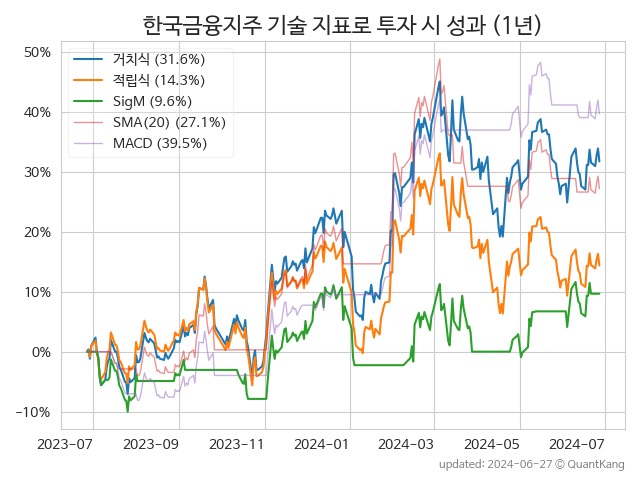 한국금융지주 기술 지표로 투자 시 성과 (1년)
50%
40%
30%
20%
10%
0%
−10%
거치식 (31.6%)
적립식 (14.3%)
SigM (9.6%)
SMA(20) (27.1%)
MACD (39.5%)
2023-07 2023-09 2023-11 2024-01 2024-03 2024-05 2024-07
updated: 2024-06-27 © QuantKang